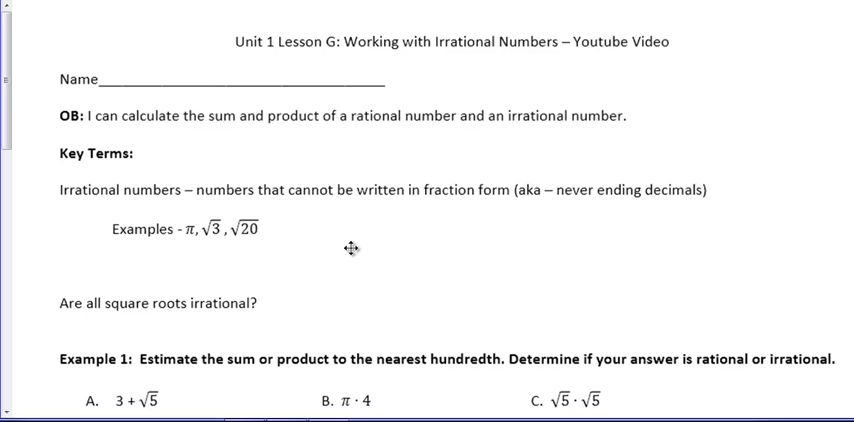 Unit 1 Lesson G: Working with Irrational Numbers – Youtube Video
Name____________________________________
OB: I can calculate the sum and product of a rational number and an irrational number.
Key Terms:
Irrational numbers – numbers that cannot be written in fraction form (aka – never ending decimals)
Examples - π, √3 , √20
Are all square roots irrational?
Example 1: Estimate the sum or product to the nearest hundredth. Determine if your answer is rational or irrational.
A. 3 + √5 B. π · 4 C. √5 · √5